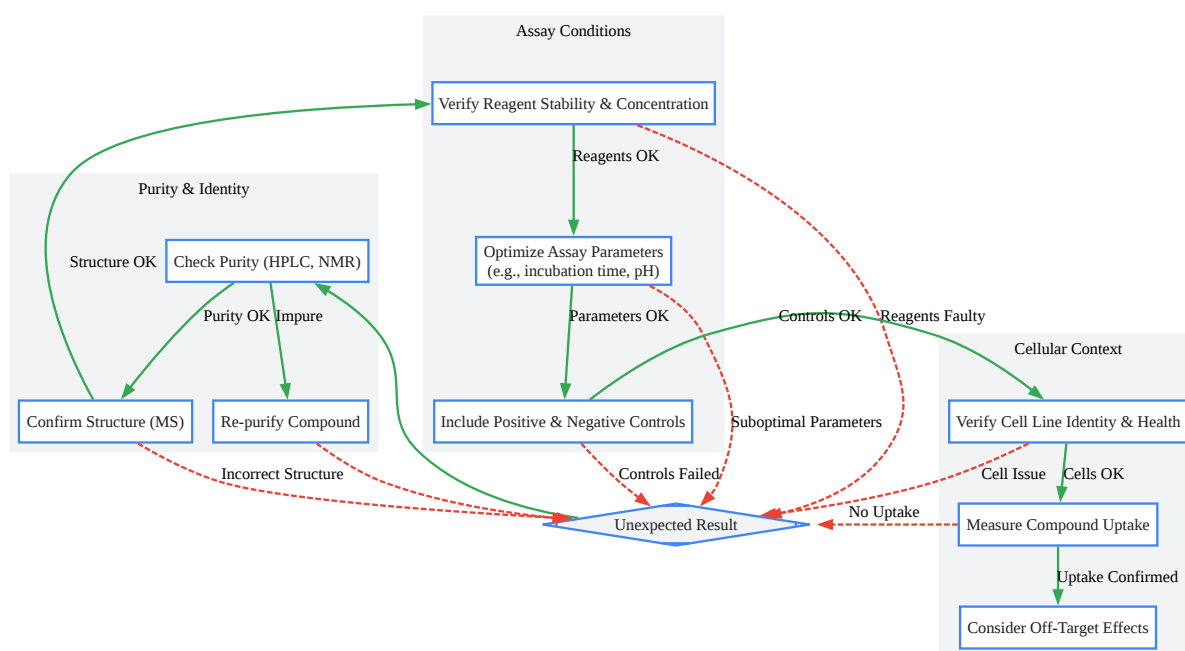 Assay Conditions
Verify Reagent Stability & Concentration
Reagents OK
Purity & Identity
Structure OK
Check Purity (HPLC, NMR)
Optimize Assay Parameters
(e.g., incubation time, pH)
Purity OK
Impure
Parameters OK
Controls OK
Reagents Faulty
Cellular Context
Confirm Structure (MS)
Re-purify Compound
Include Positive & Negative Controls
Suboptimal Parameters
Verify Cell Line Identity & Health
Incorrect Structure
Controls Failed
Cell Issue
Cells OK
No Uptake
Unexpected Result
Measure Compound Uptake
Uptake Confirmed
Consider Off-Target Effects